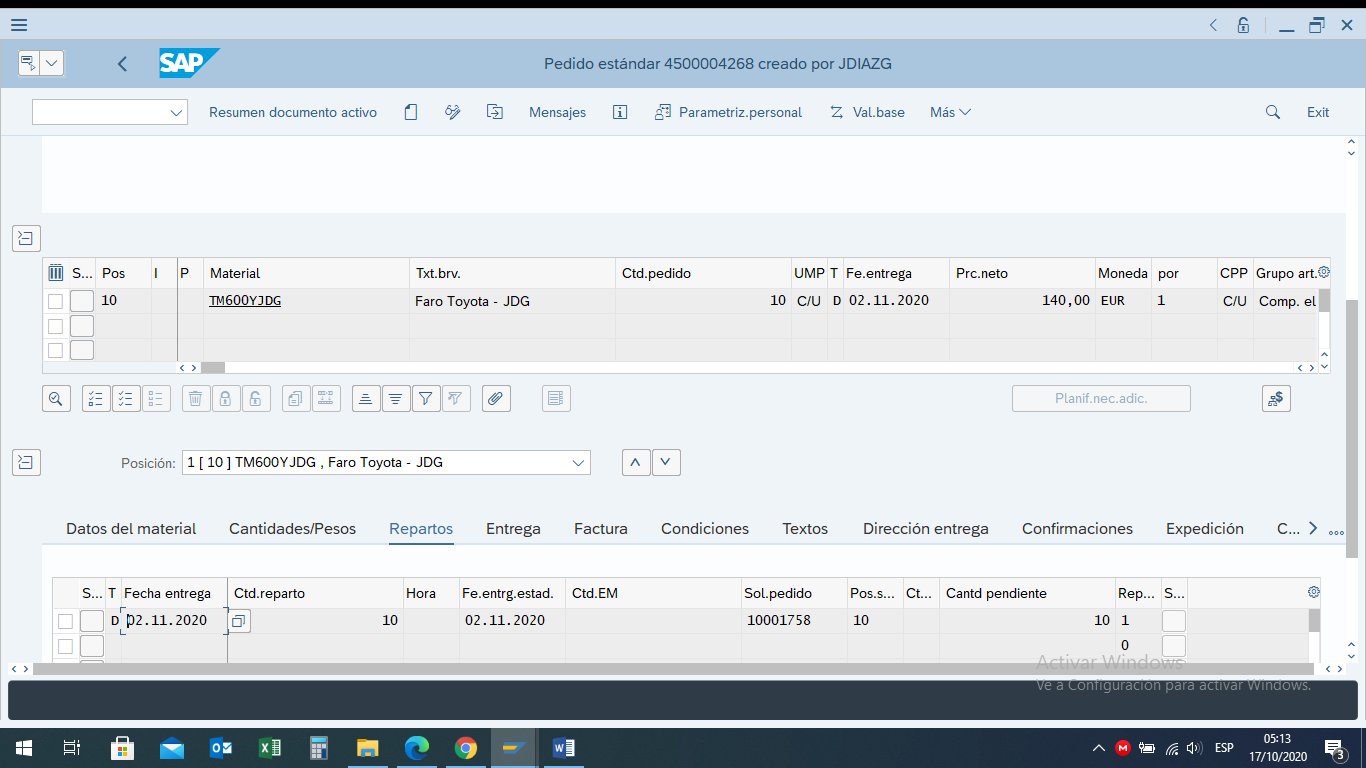 SAP
Pedido estándar 4500004268 creado por JDIAZG
Resumen documento activo Mensajes Parametriz.personal Val.base Más Exit
S... Pos I P Material Txt.brv. Ctd.pedido UMP T Fe.entrega Prc.neto Moneda por CPP Grupo art.
10 TM600YJDG Faro Toyota - JDG 10 C/U D 02.11.2020 140,00 EUR 1 C/U Comp. el
Planif.nec.adic.
Posición: 1 [ 10 ] TM600YJDG , Faro Toyota - JDG
Datos del material Cantidades/Pesos Repartos Entrega Factura Condiciones Textos Dirección entrega Confirmaciones Expedición C...
S... T Fecha entrega Ctd.reparto Hora Fe.entrg.estad. Ctd.EM Sol.pedido Pos.s... Ct... Cantd pendiente Rep... S...
D 02.11.2020 10 02.11.2020 10001758 10 10 1
0
Activar Windows
Ve a Configuración para activar Windows.
ESP
05:13
17/10/2020
3